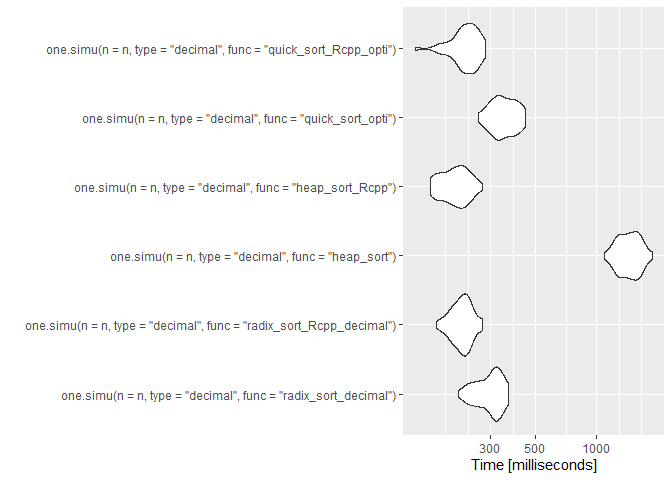 one.simu(n = n, type = "decimal", func = "quick_sort_Rcpp_opti")
one.simu(n = n, type = "decimal", func = "quick_sort_opti")
one.simu(n = n, type = "decimal", func = "heap_sort_Rcpp")
one.simu(n = n, type = "decimal", func = "heap_sort")
one.simu(n = n, type = "decimal", func = "radix_sort_Rcpp_decimal")
one.simu(n = n, type = "decimal", func = "radix_sort_decimal")
300 500 1000
Time [milliseconds]